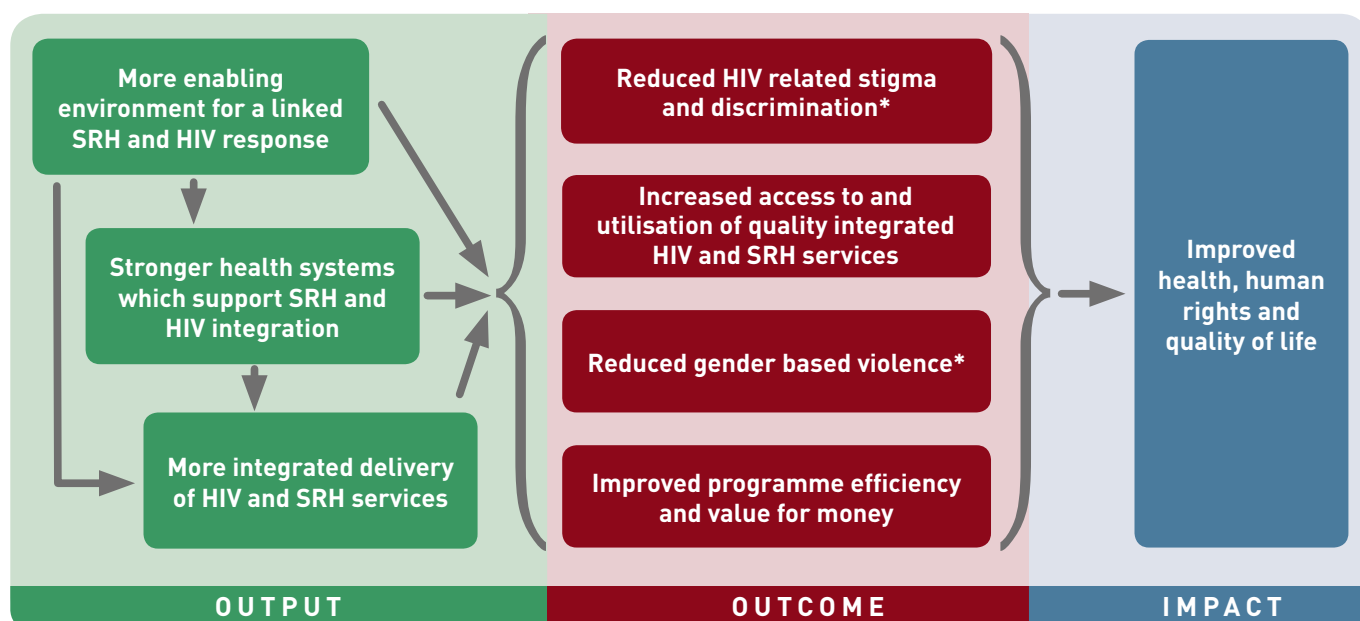 More enabling
environment for a linked
SRH and HIV response
Stronger health systems
which support SRH and
HIV integration
More integrated delivery
of HIV and SRH services
OUTPUT
Reduced HIV related stigma
and discrimination*
Increased access to and
utilisation of quality integrated
HIV and SRH services
Reduced gender based violence*
Improved programme efficiency
and value for money
OUTCOME
Improved
health, human
rights and
quality of life
IMPACT